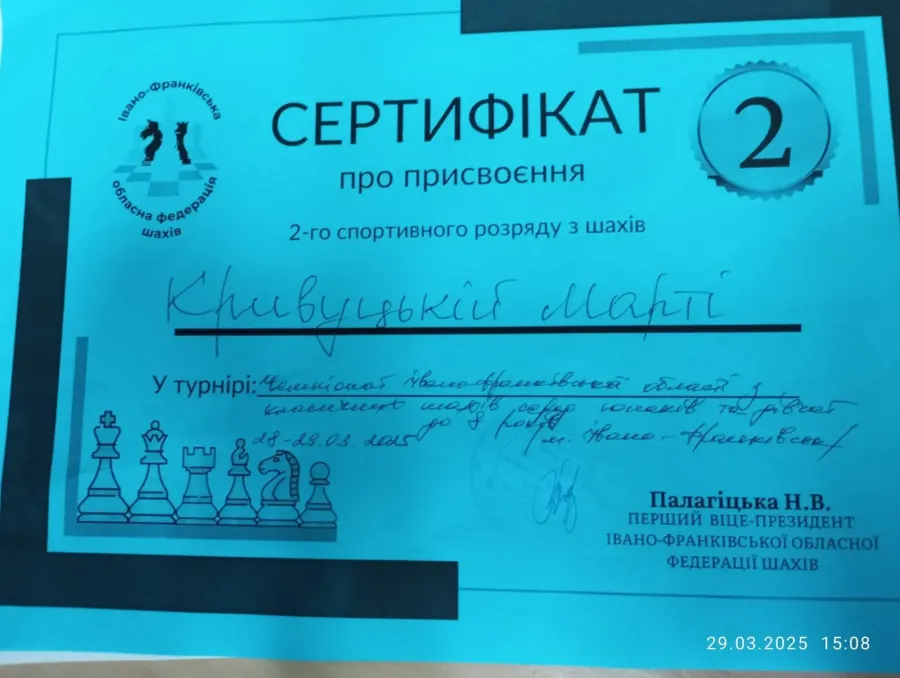 Івано-Франківська
обласна федерація
шахів
СЕРТИФІКАТ
2
про присвоєння
2-го спортивного розряду з шахів
Кривуцькій Марті
У турнірі: Чемпіонат Івано-Франківської області з
класичних шахів серед юнаків та дівчат
до 8 років
28-29.03.2025 /м. Івано-Франківськ/
Палагіцька Н.В.
ПЕРШИЙ ВІЦЕ-ПРЕЗИДЕНТ
ІВАНО-ФРАНКІВСЬКОЇ ОБЛАСНОЇ
ФЕДЕРАЦІЇ ШАХІВ
29.03.2025 15:08